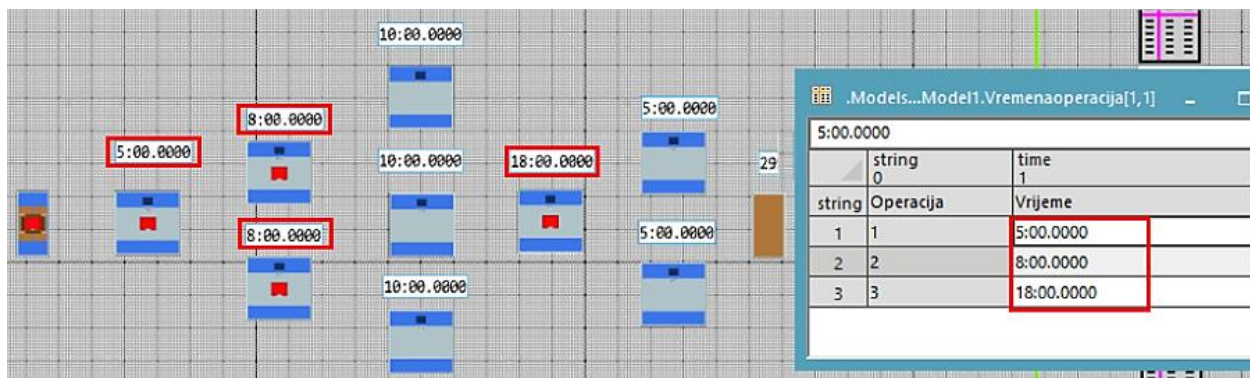 10:00.0000
8:00.0000
5:00.0000
5:00.0000
10:00.0000
18:00.0000
29
8:00.0000
5:00.0000
10:00.0000
.Models...Model1.Vremenaoperacija[1,1]
5:00.0000
string 0 time 1
string Operacija Vrijeme
1 1 5:00.0000
2 2 8:00.0000
3 3 18:00.0000